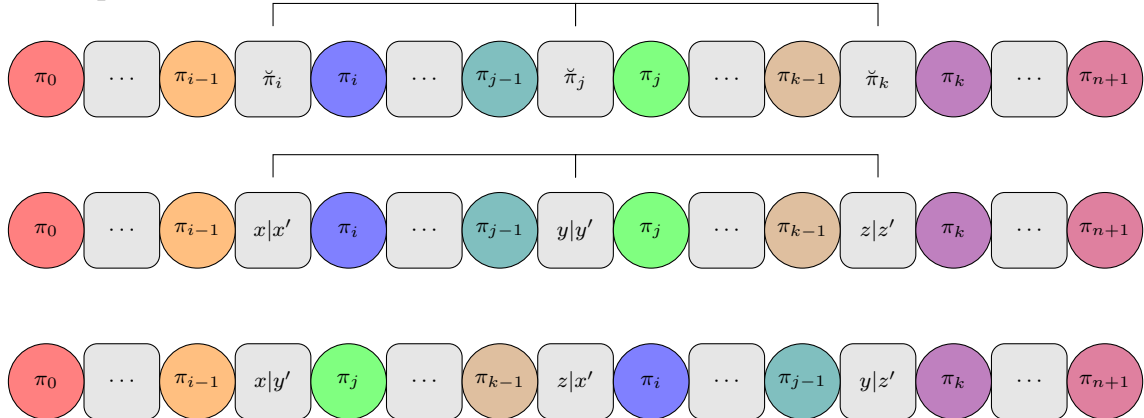 π₀ ⋯ πᵢ₋₁ π̆ᵢ πᵢ ⋯ πⱼ₋₁ π̆ⱼ πⱼ ⋯ πₖ₋₁ π̆ₖ πₖ ⋯ πₙ₊₁
π₀ ⋯ πᵢ₋₁ x|x′ πᵢ ⋯ πⱼ₋₁ y|y′ πⱼ ⋯ πₖ₋₁ z|z′ πₖ ⋯ πₙ₊₁
π₀ ⋯ πᵢ₋₁ x|y′ πⱼ ⋯ πₖ₋₁ z|x′ πᵢ ⋯ πⱼ₋₁ y|z′ πₖ ⋯ πₙ₊₁